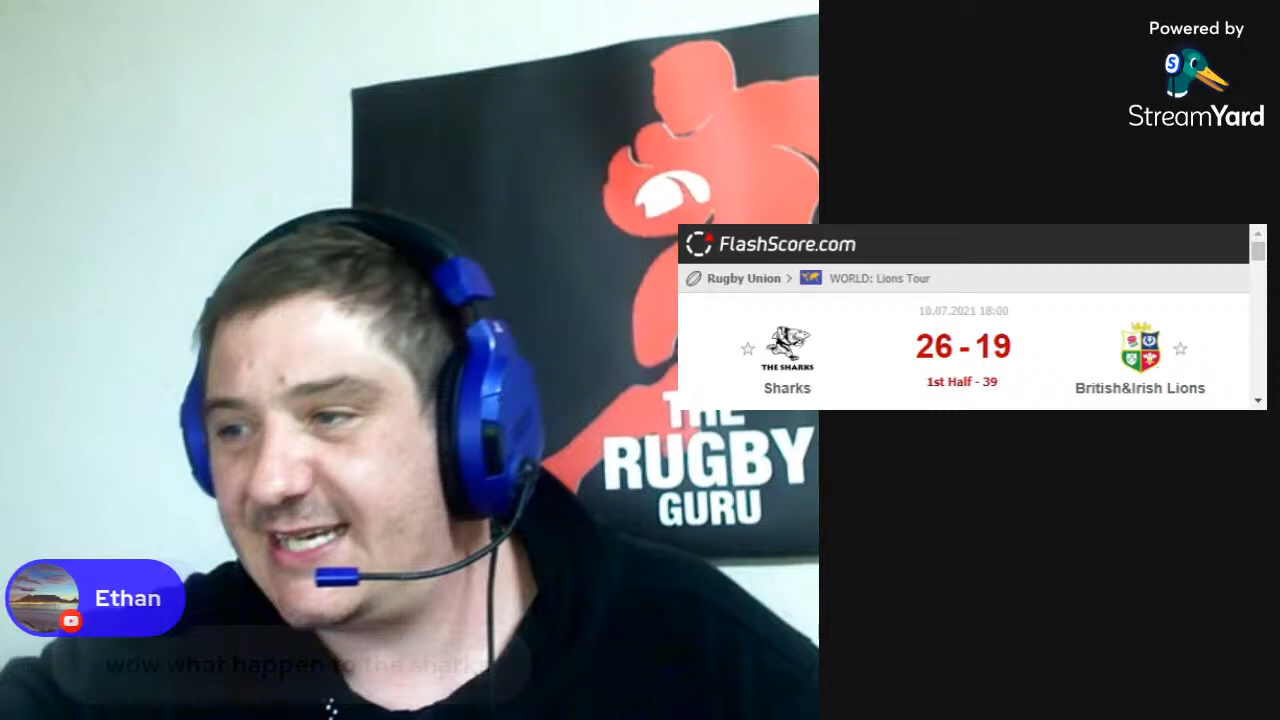 Powered by
StreamYard
FlashScore.com
Rugby Union > WORLD: Lions Tour
10.07.2021 18:00
26 - 19
1st Half - 39
THE SHARKS
Sharks
British&Irish Lions
THE
RUGBY
GURU
Ethan
wow what happen to the sharks